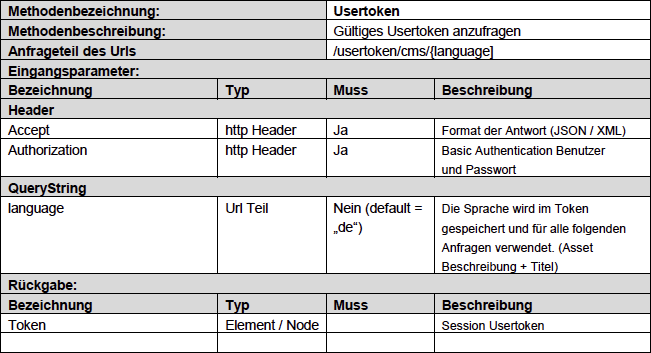 Methodenbezeichnung: Usertoken
Methodenbeschreibung: Gültiges Usertoken anzufragen
Anfrageteil des Urls /usertoken/cms/{language]
Eingangsparameter:
Bezeichnung Typ Muss Beschreibung
Header
Accept http Header Ja Format der Antwort (JSON / XML)
Authorization http Header Ja Basic Authentication Benutzer
und Passwort
QueryString
language Url Teil Nein (default = Die Sprache wird im Token
„de“) gespeichert und für alle folgenden
Anfragen verwendet. (Asset
Beschreibung + Titel)
Rückgabe:
Bezeichnung Typ Muss Beschreibung
Token Element / Node Session Usertoken